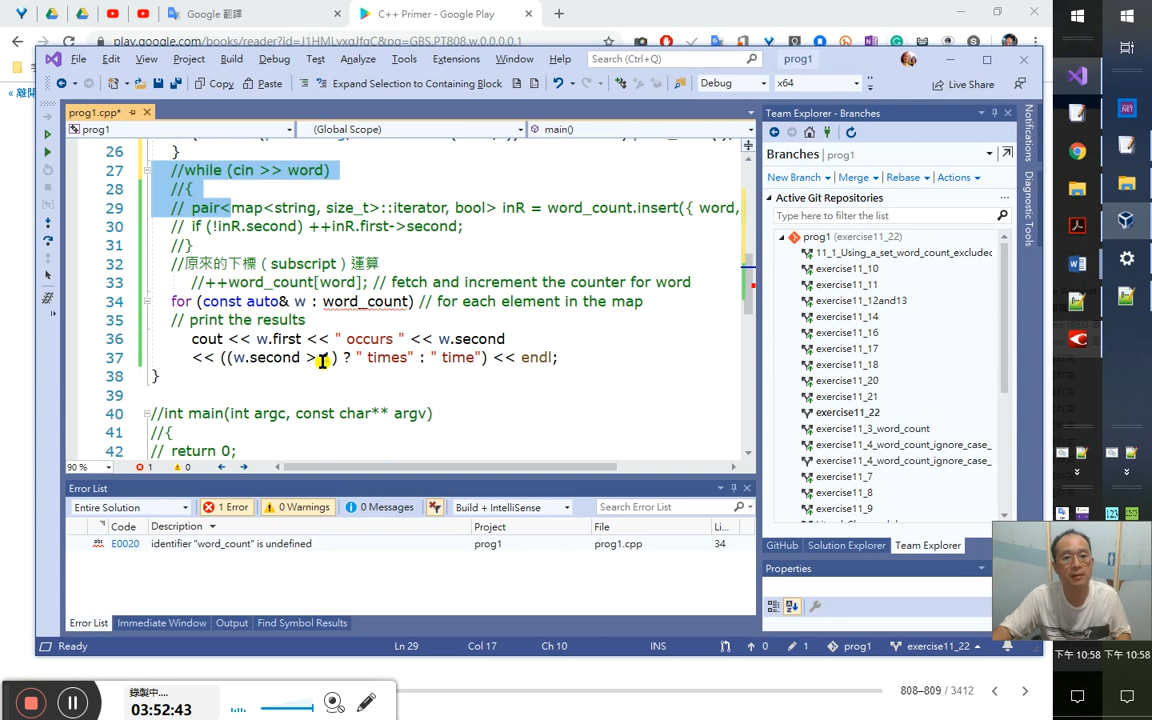 Google 翻譯
C++ Primer - Google Play
play.google.com/books/reader?id=J1HMLvxqJfgC&pg=GBS.PT808.w.0.0.0.1
File Edit View Project Build Debug Test Analyze Tools Extensions Window Help Search (Ctrl+Q) prog1
Copy Paste Expansion to Containing Block Debug x64 Live Share
prog1.cpp*
prog1 (Global Scope) main()
26 }
27 //while (cin >> word)
28 //{
29 // pair<map<string, size_t>::iterator, bool> inR = word_count.insert({ word,
30 // if (!inR.second) ++inR.first->second;
31 //}
32 //原來的下標（subscript）運算
33 //++word_count[word]; // fetch and increment the counter for word
34 for (const auto& w : word_count) // for each element in the map
35 // print the results
36 cout << w.first << " occurs " << w.second
37 << ((w.second > ) ? " times" : " time") << endl;
38 }
39
40 //int main(int argc, const char** argv)
41 //{
42 // return 0;
90 % 1 0
Error List
Entire Solution 1 Error 0 Warnings 0 Messages Build + IntelliSense Search Error List
Code Description Project File Li...
E0020 identifier "word_count" is undefined prog1 prog1.cpp 34
Error List Immediate Window Output Find Symbol Results
Ready Ln 29 Col 17 Ch 10 INS 0 1 prog1 exercise11_22
Team Explorer - Branches
Branches prog1
New Branch Merge Rebase Actions
Active Git Repositories
Type here to filter the list
prog1 (exercise11_22)
11_1_Using_a_set_word_count_excludec
exercise11_10
exercise11_11
exercise11_12and13
exercise11_14
exercise11_16
exercise11_17
exercise11_18
exercise11_20
exercise11_21
exercise11_22
exercise11_3_word_count
exercise11_4_word_count_ignore_case_
exercise11_4_word_count_ignore_case_
exercise11_7
exercise11_8
exercise11_9
GitHub Solution Explorer Team Explorer
Properties
Notifications
Diagnostic Tools
下午 10:58 下午 10:58
錄製中....
03:52:43
808–809 / 3412